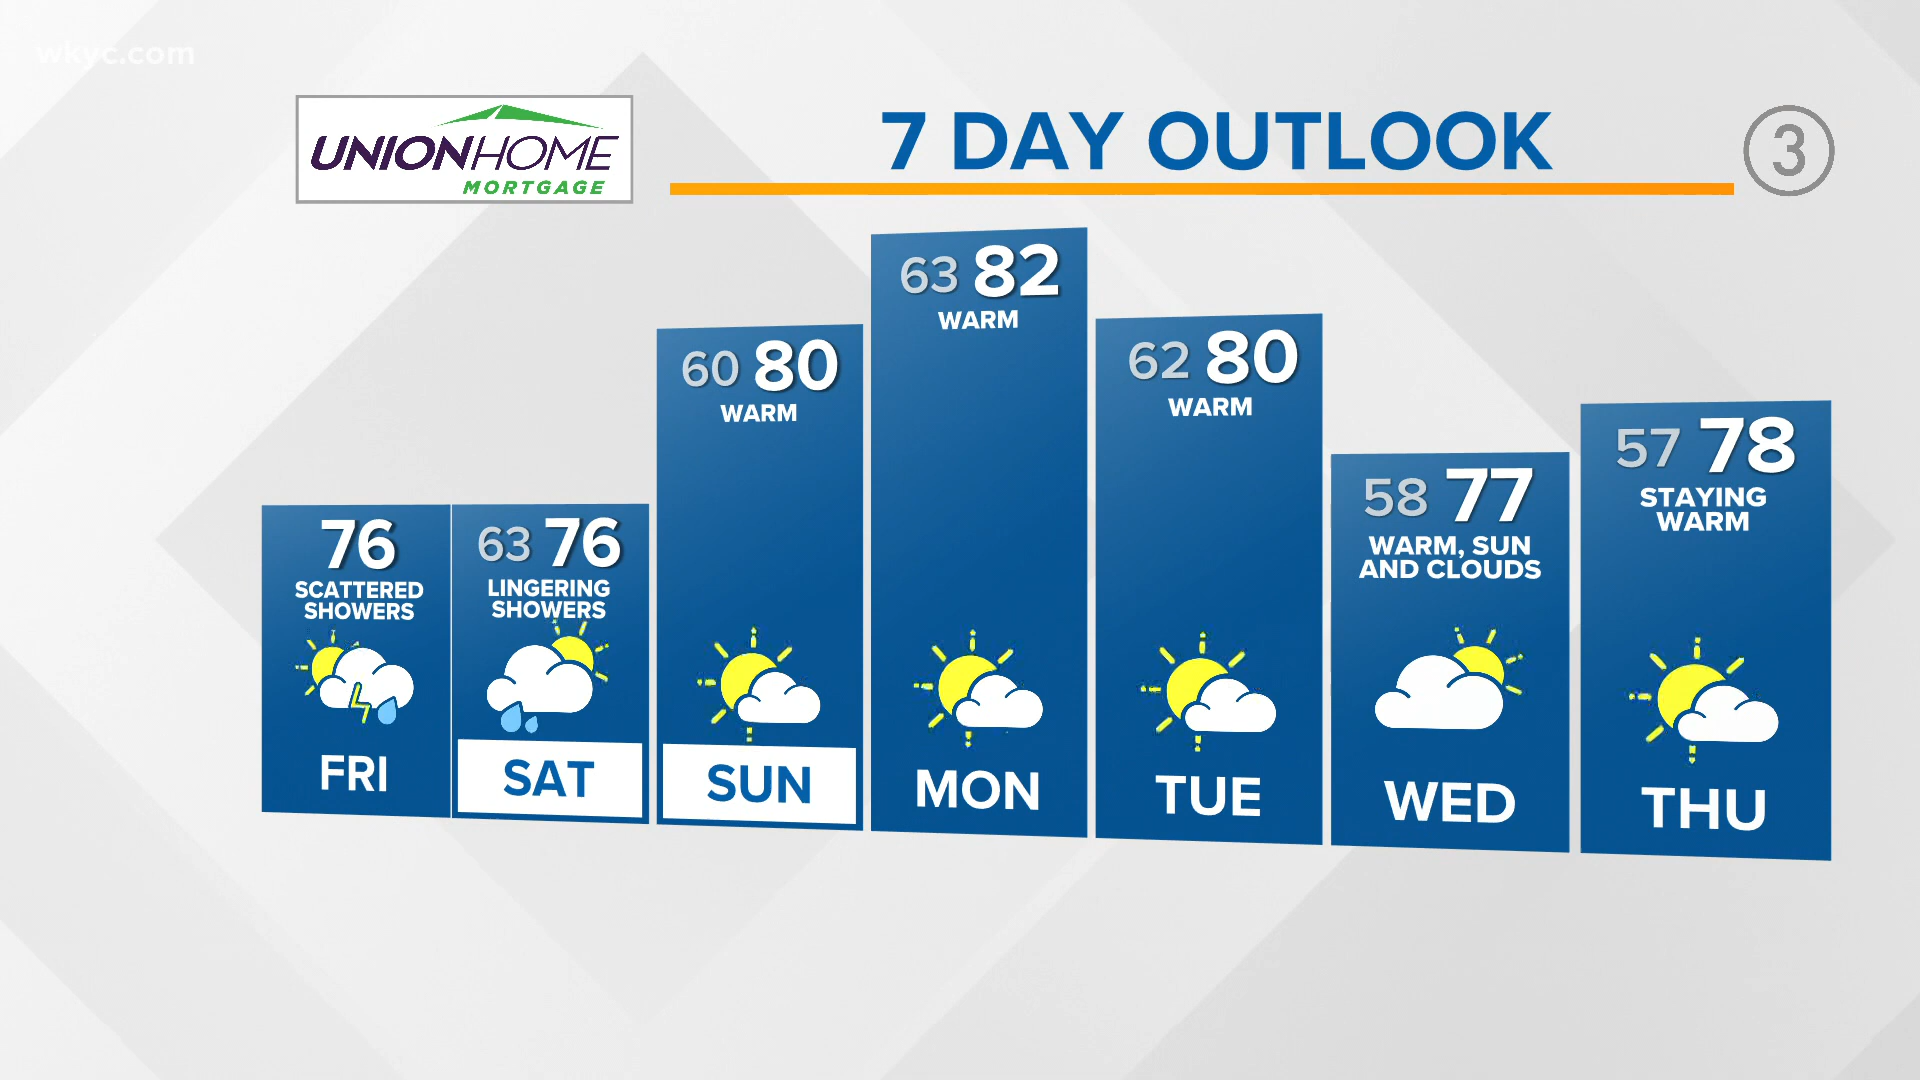 wkyc.com
UNIONHOME
MORTGAGE
7 DAY OUTLOOK
3
76
SCATTERED
SHOWERS
FRI
63 76
LINGERING
SHOWERS
SAT
60 80
WARM
SUN
63 82
WARM
MON
62 80
WARM
TUE
58 77
WARM, SUN
AND CLOUDS
WED
57 78
STAYING
WARM
THU